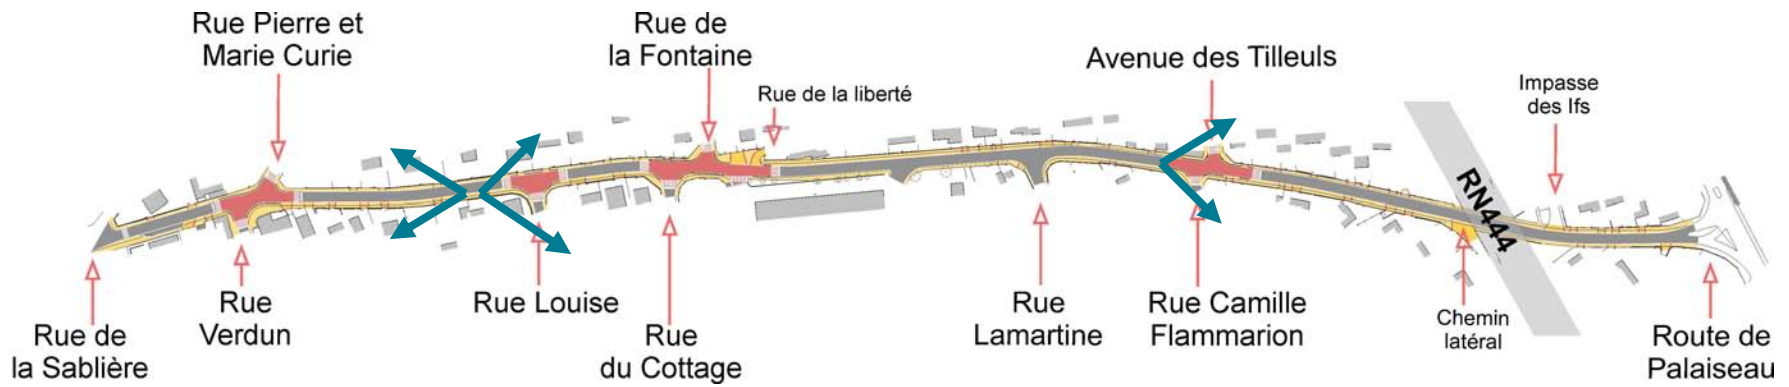 Rue Pierre et
Marie Curie
Rue de
la Fontaine
Rue de la liberté
Avenue des Tilleuls
Impasse
des Ifs
RN444
Rue de
la Sablière
Rue
Verdun
Rue Louise
Rue
du Cottage
Rue
Lamartine
Rue Camille
Flammarion
Chemin
latéral
Route de
Palaiseau